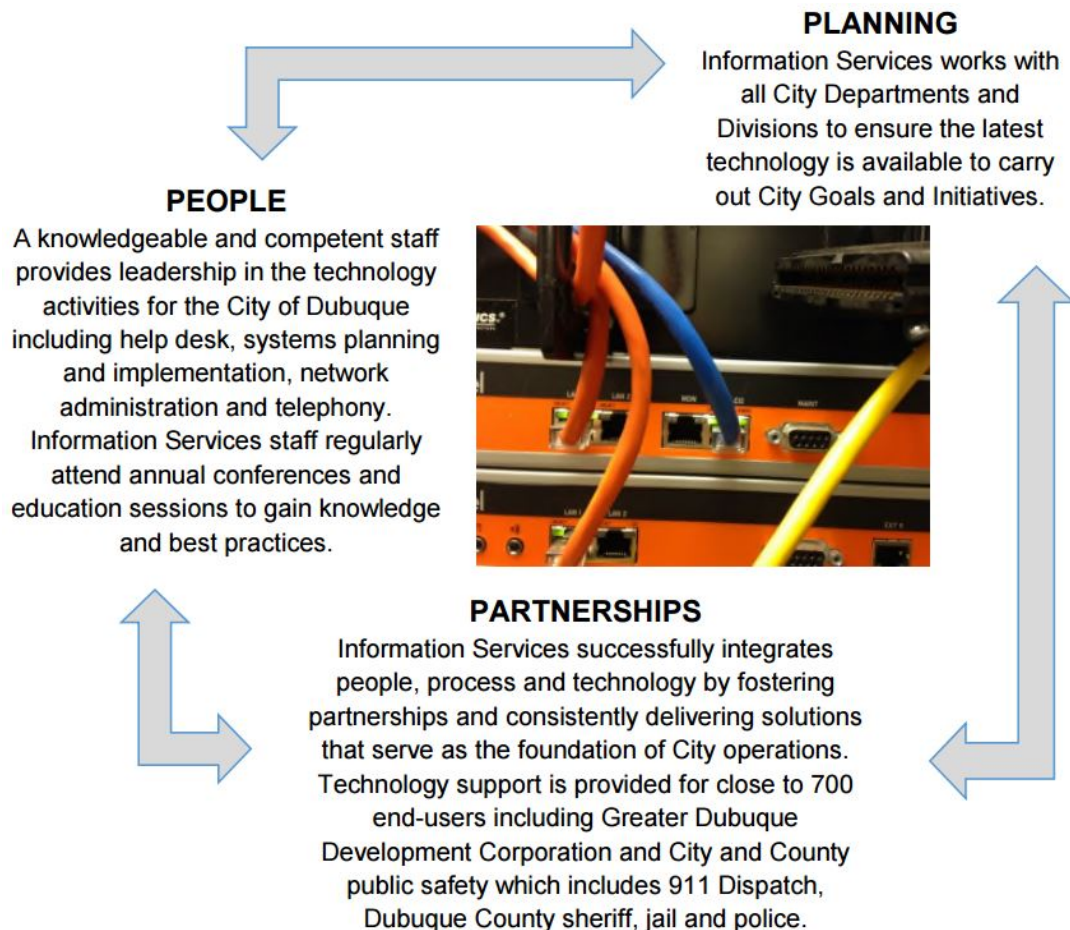 PLANNING
Information Services works with
all City Departments and
Divisions to ensure the latest
technology is available to carry
out City Goals and Initiatives.
PEOPLE
A knowledgeable and competent staff
provides leadership in the technology
activities for the City of Dubuque
including help desk, systems planning
and implementation, network
administration and telephony.
Information Services staff regularly
attend annual conferences and
education sessions to gain knowledge
and best practices.
MON
MAINT
LAN 1
LAN 2
PARTNERSHIPS
Information Services successfully integrates
people, process and technology by fostering
partnerships and consistently delivering solutions
that serve as the foundation of City operations.
Technology support is provided for close to 700
end-users including Greater Dubuque
Development Corporation and City and County
public safety which includes 911 Dispatch,
Dubuque County sheriff, jail and police.